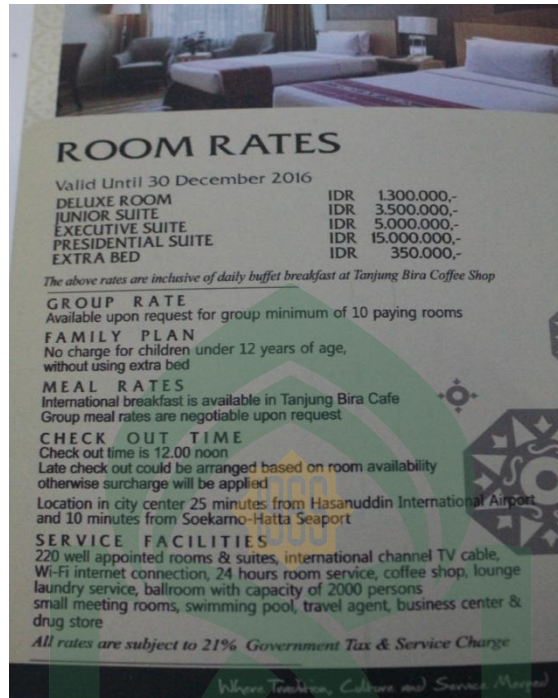 ROOM RATES
Valid Until 30 December 2016
DELUXE ROOM IDR 1.300.000,-
JUNIOR SUITE IDR 3.500.000,-
EXECUTIVE SUITE IDR 5.000.000,-
PRESIDENTIAL SUITE IDR 15.000.000,-
EXTRA BED IDR 350.000,-
The above rates are inclusive of daily buffet breakfast at Tanjung Bira Coffee Shop
GROUP RATE
Available upon request for group minimum of 10 paying rooms
FAMILY PLAN
No charge for children under 12 years of age,
without using extra bed
MEAL RATES
International breakfast is available in Tanjung Bira Cafe
Group meal rates are negotiable upon request
CHECK OUT TIME
Check out time is 12.00 noon
Late check out could be arranged based on room availability
otherwise surcharge will be applied
Location in city center 25 minutes from Hasanuddin International Airport
and 10 minutes from Soekarno-Hatta Seaport
SERVICE FACILITIES
220 well appointed rooms & suites, international channel TV cable,
Wi-Fi internet connection, 24 hours room service, coffee shop, lounge
laundry service, ballroom with capacity of 2000 persons
small meeting rooms, swimming pool, travel agent, business center &
drug store
All rates are subject to 21% Government Tax & Service Charge
Where Tradition, Culture and Service Merged